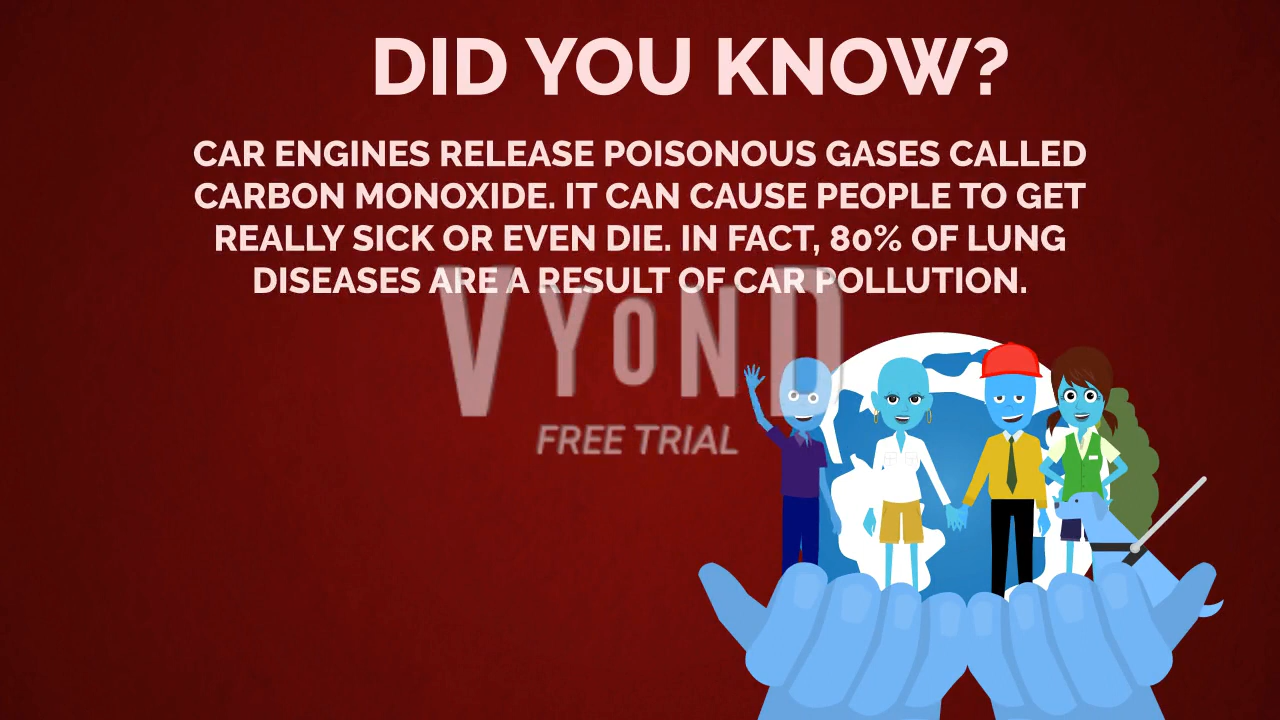 DID YOU KNOW?
CAR ENGINES RELEASE POISONOUS GASES CALLED
CARBON MONOXIDE. IT CAN CAUSE PEOPLE TO GET
REALLY SICK OR EVEN DIE. IN FACT, 80% OF LUNG
DISEASES ARE A RESULT OF CAR POLLUTION.
VYOND
FREE TRIAL